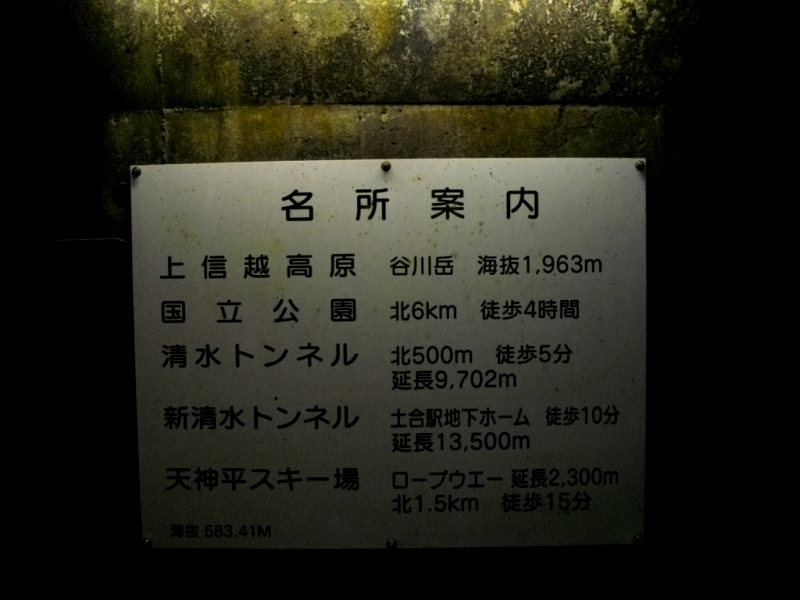 名所案内
上信越高原 谷川岳 海抜1,963m
国立公園 北6km 徒歩4時間
清水トンネル 北500m 徒歩5分
延長9,702m
新清水トンネル 土合駅地下ホーム 徒歩10分
延長13,500m
天神平スキー場 ロープウエー 延長2,300m
北1.5km 徒歩15分
海抜 583.41M